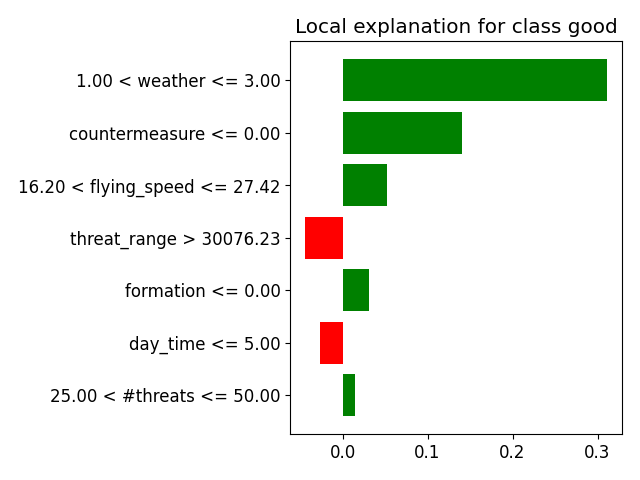 Local explanation for class good
1.00 < weather <= 3.00
countermeasure <= 0.00
16.20 < flying_speed <= 27.42
threat_range > 30076.23
formation <= 0.00
day_time <= 5.00
25.00 < #threats <= 50.00
0.0 0.1 0.2 0.3